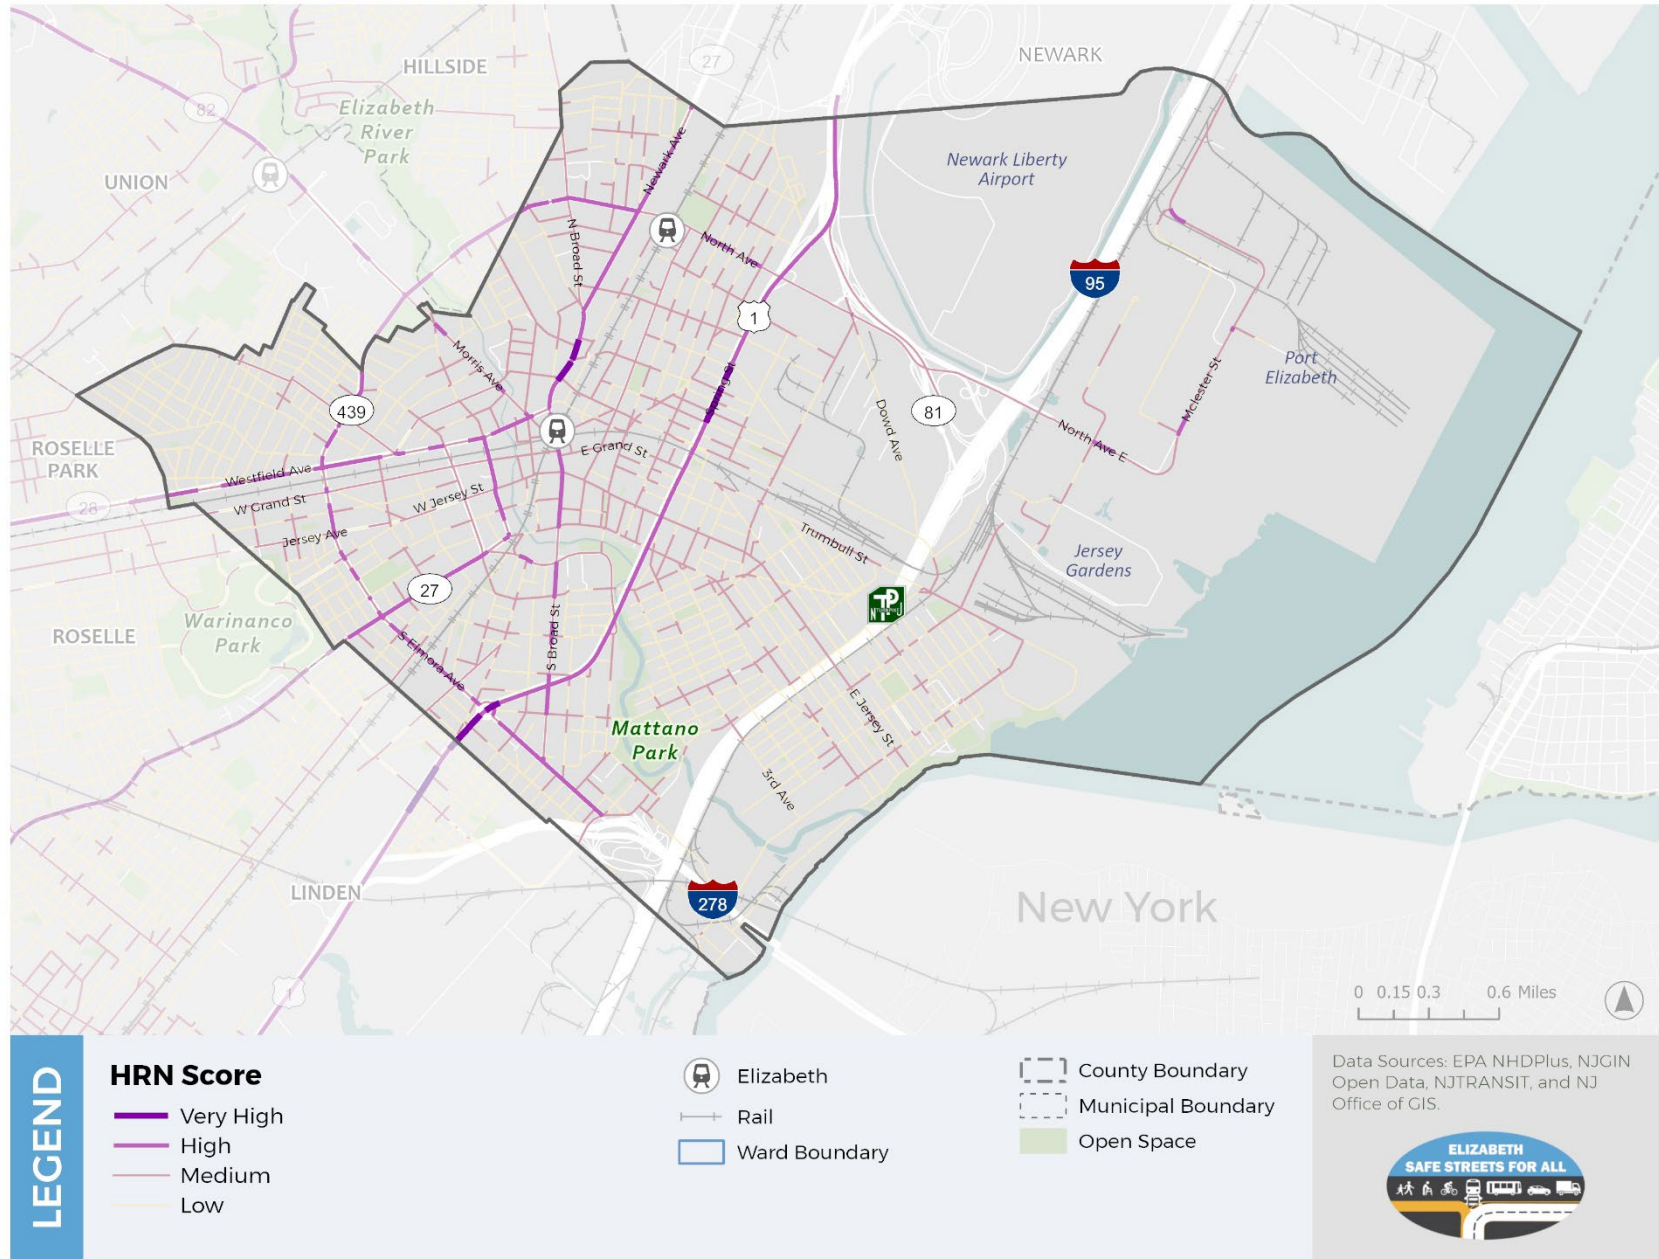 HILLSIDE
27
NEWARK
82
Elizabeth
River
Park
Newark Ave
Newark Liberty
Airport
UNION
N Broad St
North Ave
95
1
Morris Ave
Spring St
Port
Elizabeth
439
81
Mclester St
Dowd Ave
North Ave E
ROSELLE
PARK
E Grand St
Westfield Ave
28
W Grand St
W Jersey St
Jersey Ave
Trumbull St
Jersey
Gardens
27
NTPJ
TURNPIKE
Warinanco
Park
ROSELLE
S Elmora Ave
S Broad St
E Jersey St
Mattano
Park
3rd Ave
LINDEN
278
New York
1
0 0.15 0.3 0.6 Miles
LEGEND
HRN Score
Very High
High
Medium
Low
Elizabeth
Rail
Ward Boundary
County Boundary
Municipal Boundary
Open Space
Data Sources: EPA NHDPlus, NJGIN
Open Data, NJTRANSIT, and NJ
Office of GIS.
ELIZABETH
SAFE STREETS FOR ALL